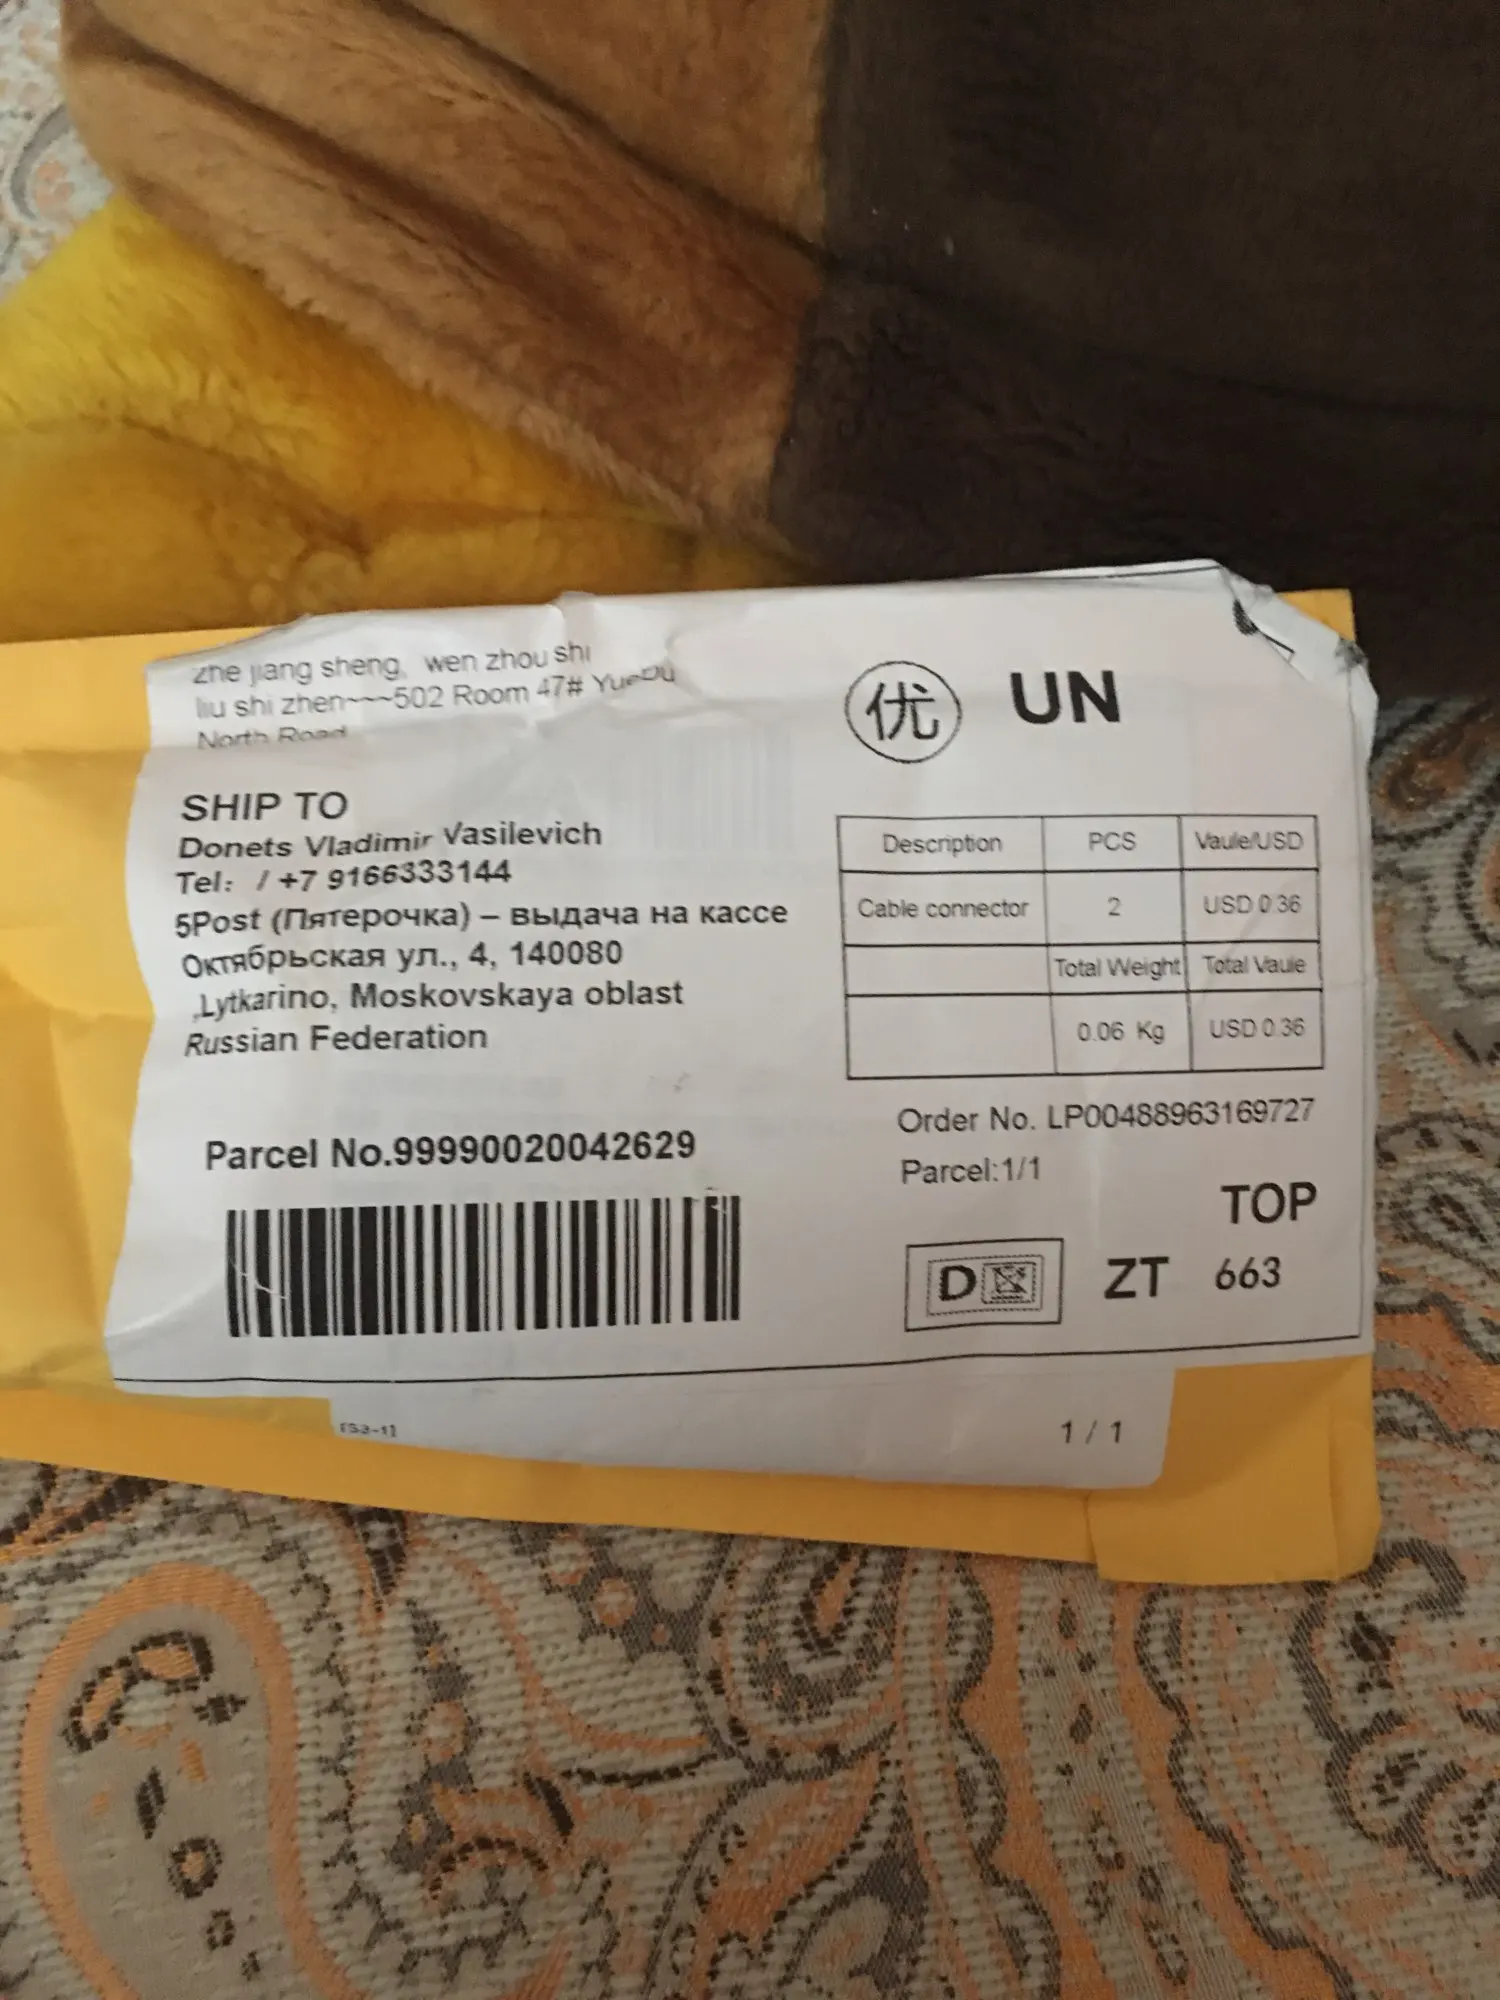 zhe jiang sheng, wen zhou shi
liu shi zhen~~~502 Room 47# YueDu
North Road
优 UN
SHIP TO
Donets Vladimir Vasilevich
Tel: / +7 9166333144
5Post (Пятерочка) – выдача на кассе
Октябрьская ул., 4, 140080
,Lytkarino, Moskovskaya oblast
Russian Federation
Description PCS Vaule/USD
Cable connector 2 USD 0.36
Total Weight Total Vaule
0.06 Kg USD 0.36
Parcel No.99990020042629
Order No. LP00488963169727
Parcel:1/1
TOP
D ZT 663
[S3-1] 1 / 1